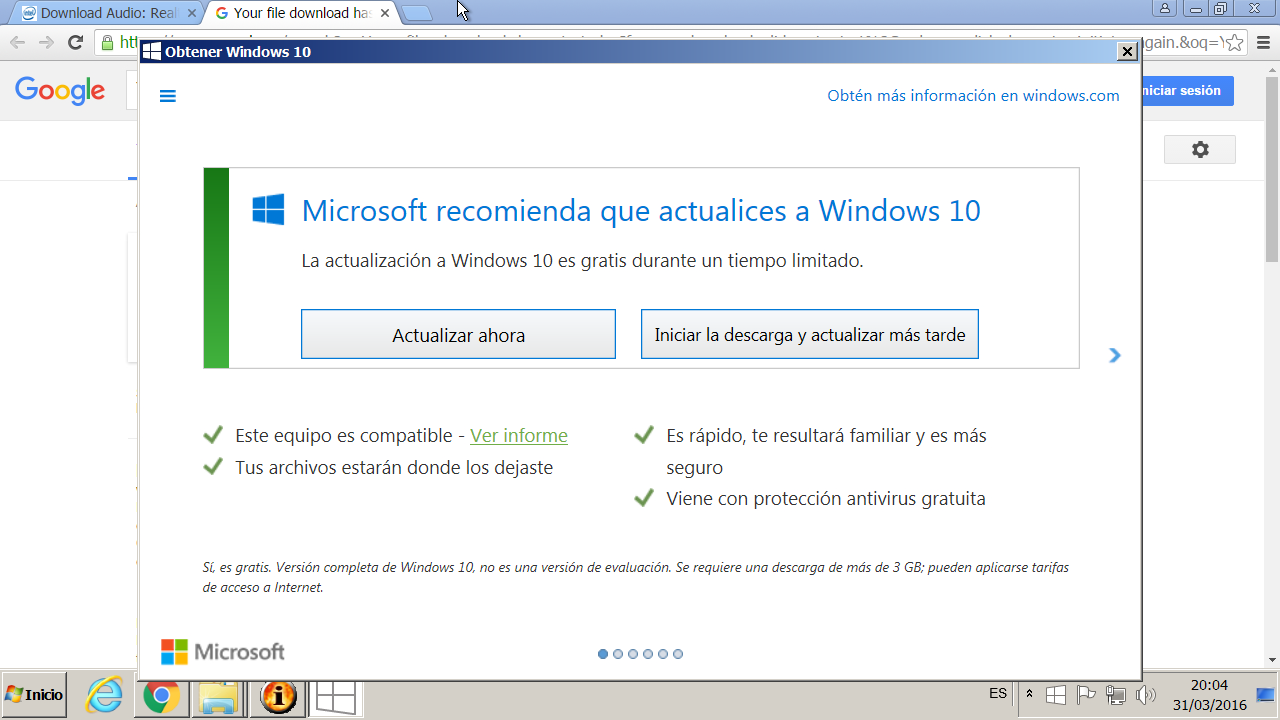 Download Audio: Real
Your file download has
Obtener Windows 10
again.&oq=
Google
Iniciar sesión
Obtén más información en windows.com
Microsoft recomienda que actualices a Windows 10
La actualización a Windows 10 es gratis durante un tiempo limitado.
Actualizar ahora
Iniciar la descarga y actualizar más tarde
Este equipo es compatible - Ver informe
Tus archivos estarán donde los dejaste
Es rápido, te resultará familiar y es más
seguro
Viene con protección antivirus gratuita
Sí, es gratis. Versión completa de Windows 10, no es una versión de evaluación. Se requiere una descarga de más de 3 GB; pueden aplicarse tarifas
de acceso a Internet.
Microsoft
Inicio
ES
20:04
31/03/2016